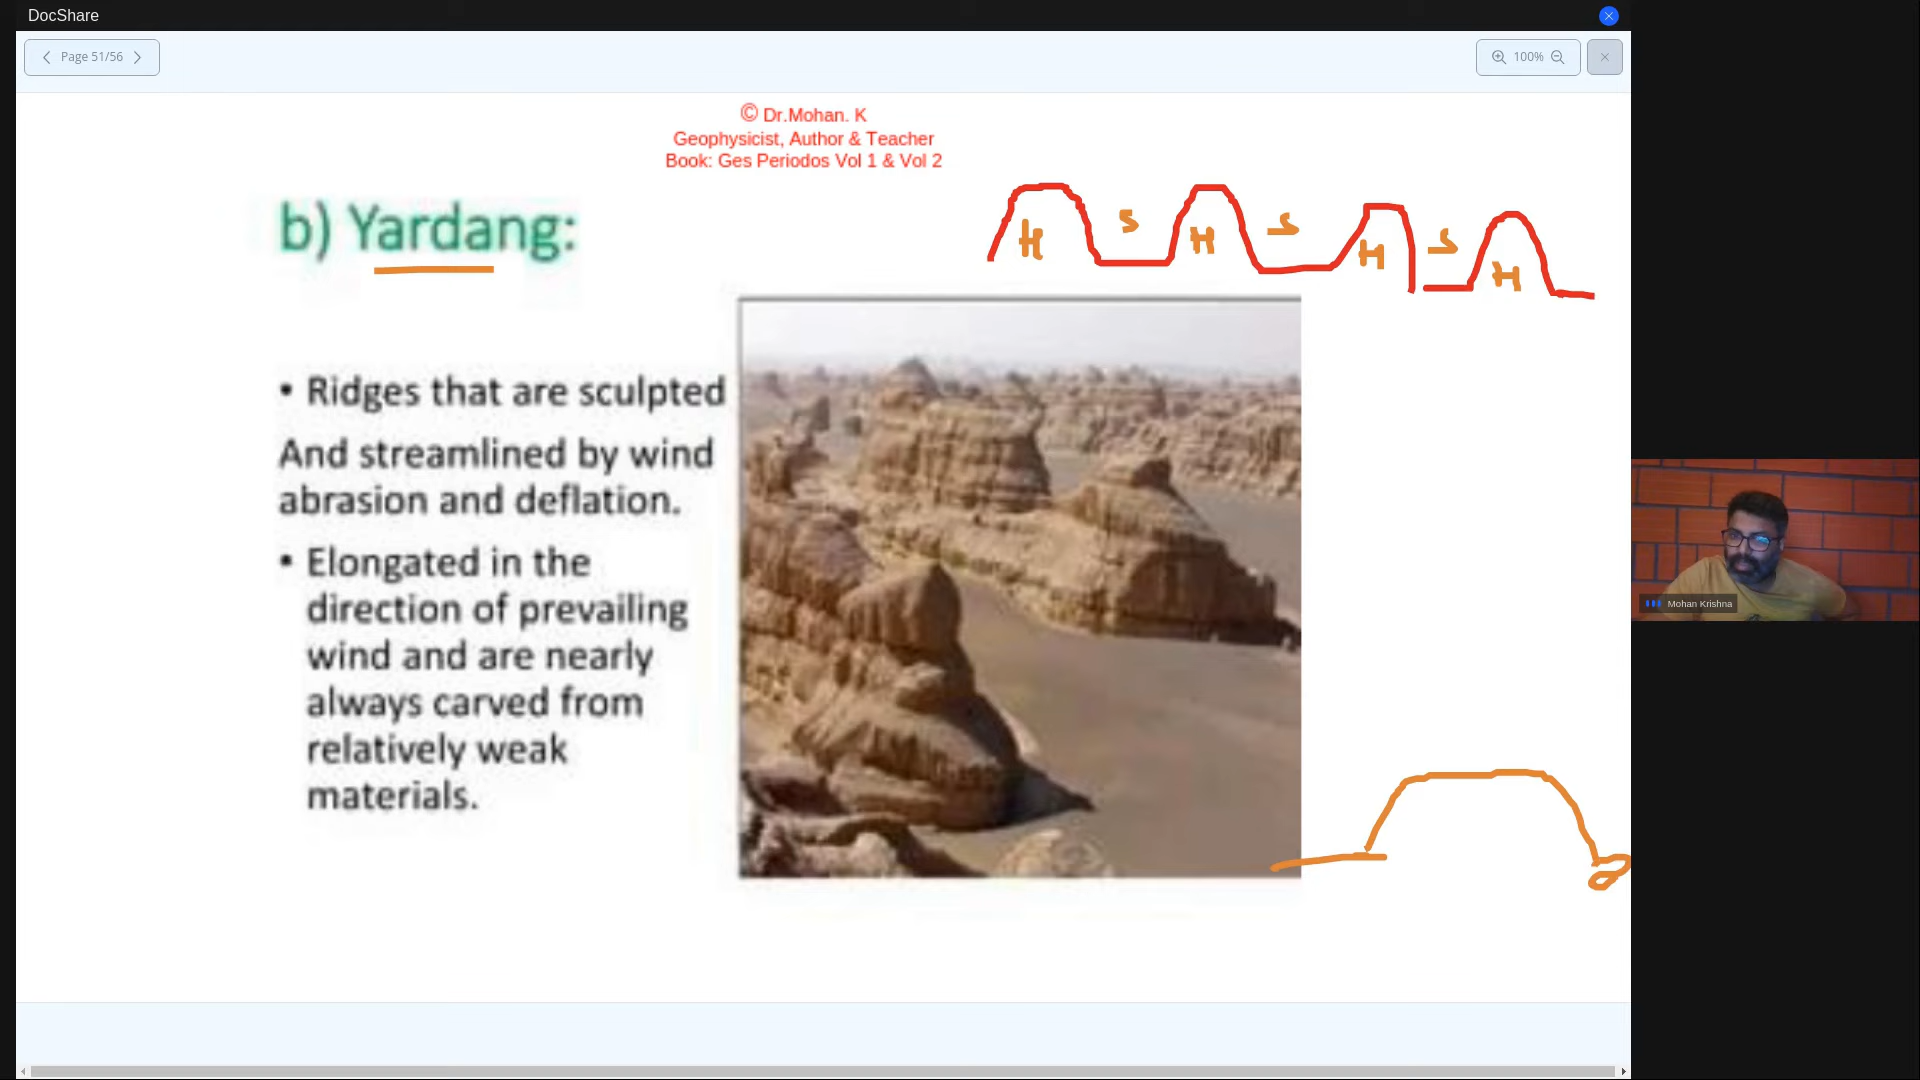 DocShare
Page 51/56
100%
© Dr.Mohan. K
Geophysicist, Author & Teacher
Book: Ges Periodos Vol 1 & Vol 2
b) Yardang:
H S H S H S H
• Ridges that are sculpted
And streamlined by wind
abrasion and deflation.
• Elongated in the
direction of prevailing
wind and are nearly
always carved from
relatively weak
materials.
Mohan Krishna